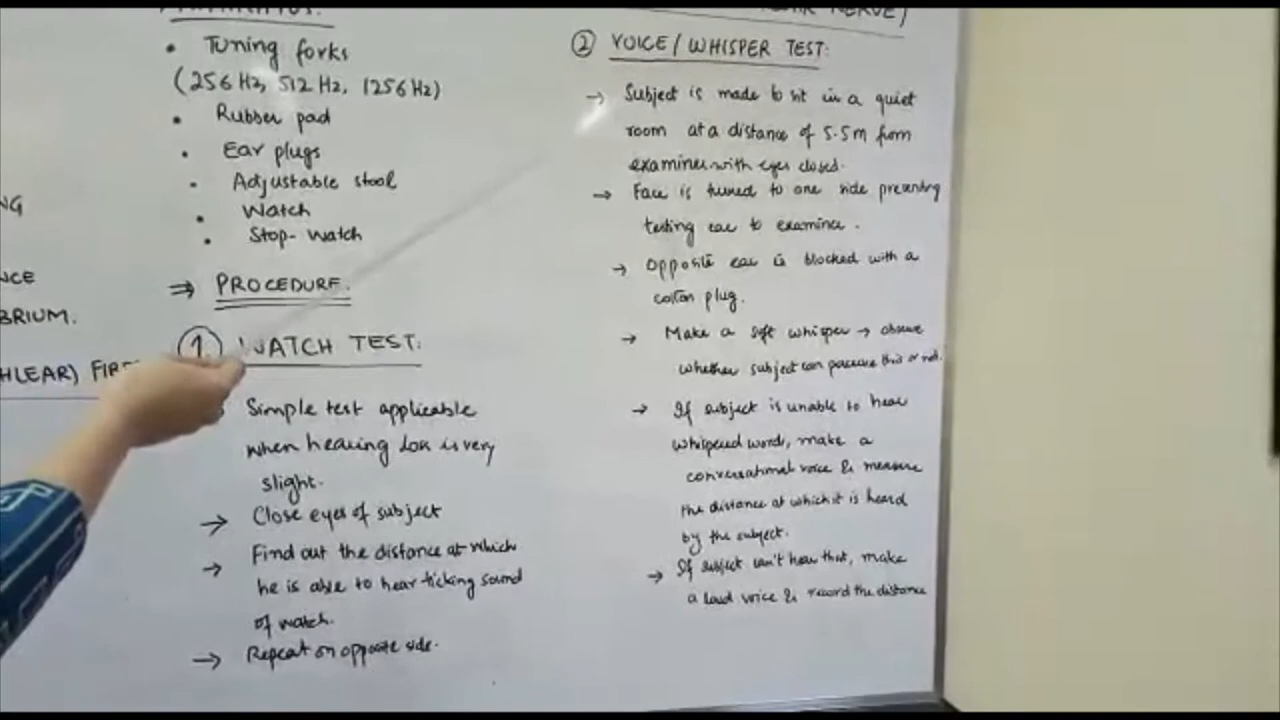 NG
NCE
BRIUM.
HLEAR)
• Tuning forks
(256 Hz, 512 Hz, 1256 Hz)
• Rubber pad
• Ear plugs
• Adjustable stool
• Watch
• Stop-watch
⇒ PROCEDURE.
① WATCH TEST:
Simple test applicable
when hearing loss is very
slight.
→ Close eyes of subject
→ Find out the distance at which
he is able to hear ticking sound
of watch.
→ Repeat on opposite side.
NERVE)
② VOICE/WHISPER TEST:
→ Subject is made to sit in a quiet
room at a distance of 5.5m from
examiner with eyes closed.
→ Face is turned to one side presenting
testing ear to examiner.
→ Opposite ear is blocked with a
cotton plug.
→ Make a soft whisper → observe
whether subject can perceive this or not.
→ If subject is unable to hear
whispered words, make a
conversational voice & measure
the distance at which it is heard
by the subject.
→ If subject can't hear that, make
a loud voice & record the distance